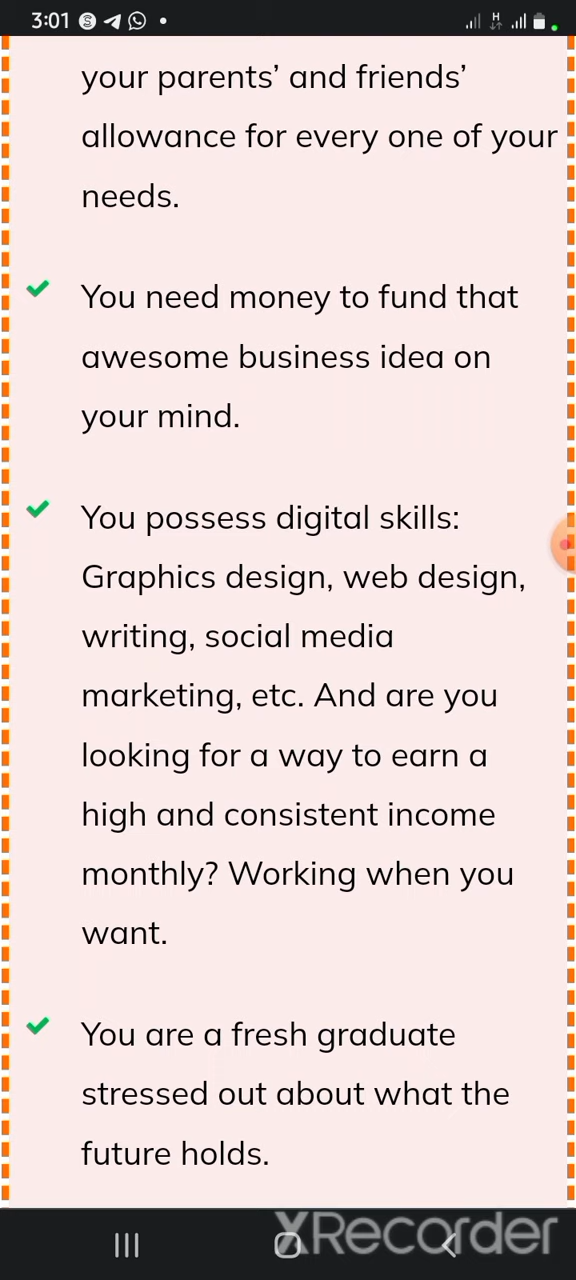 3:01
your parents’ and friends’
allowance for every one of your
needs.
You need money to fund that
awesome business idea on
your mind.
You possess digital skills:
Graphics design, web design,
writing, social media
marketing, etc. And are you
looking for a way to earn a
high and consistent income
monthly? Working when you
want.
You are a fresh graduate
stressed out about what the
future holds.
XRecorder